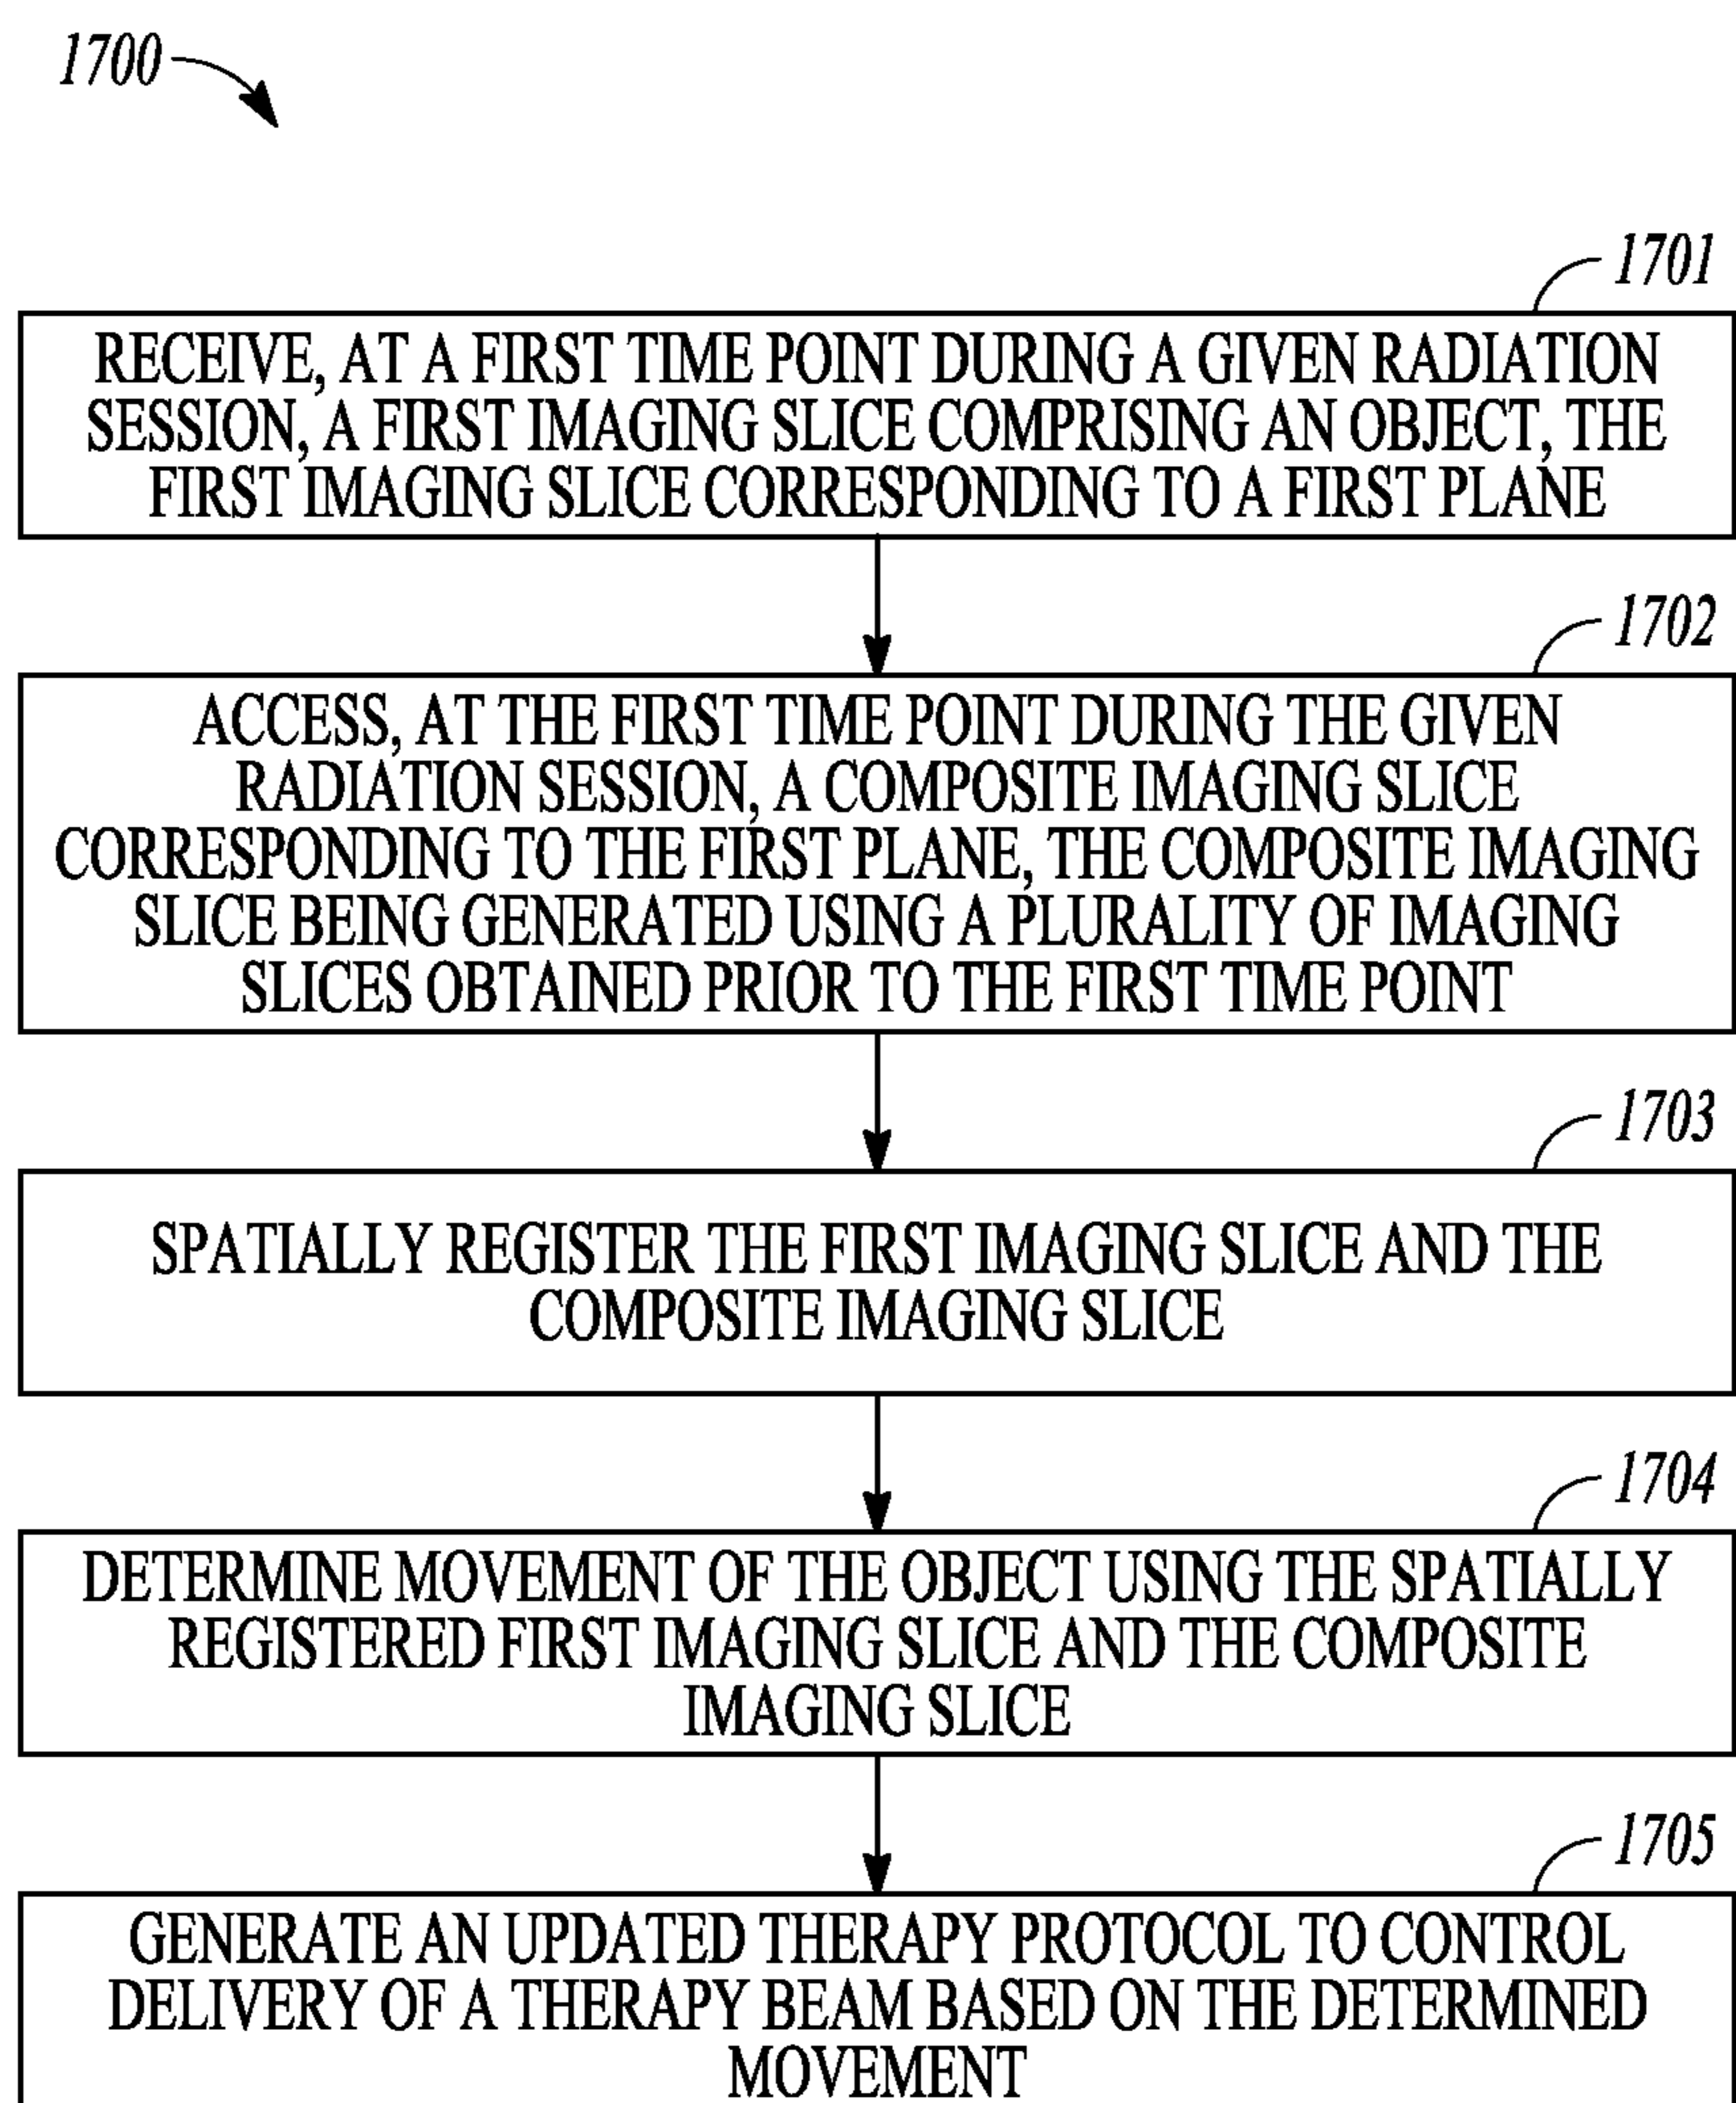 1700
1701
RECEIVE, AT A FIRST TIME POINT DURING A GIVEN RADIATION
SESSION, A FIRST IMAGING SLICE COMPRISING AN OBJECT, THE
FIRST IMAGING SLICE CORRESPONDING TO A FIRST PLANE
1702
ACCESS, AT THE FIRST TIME POINT DURING THE GIVEN
RADIATION SESSION, A COMPOSITE IMAGING SLICE
CORRESPONDING TO THE FIRST PLANE, THE COMPOSITE IMAGING
SLICE BEING GENERATED USING A PLURALITY OF IMAGING
SLICES OBTAINED PRIOR TO THE FIRST TIME POINT
1703
SPATIALLY REGISTER THE FIRST IMAGING SLICE AND THE
COMPOSITE IMAGING SLICE
1704
DETERMINE MOVEMENT OF THE OBJECT USING THE SPATIALLY
REGISTERED FIRST IMAGING SLICE AND THE COMPOSITE
IMAGING SLICE
1705
GENERATE AN UPDATED THERAPY PROTOCOL TO CONTROL
DELIVERY OF A THERAPY BEAM BASED ON THE DETERMINED
MOVEMENT